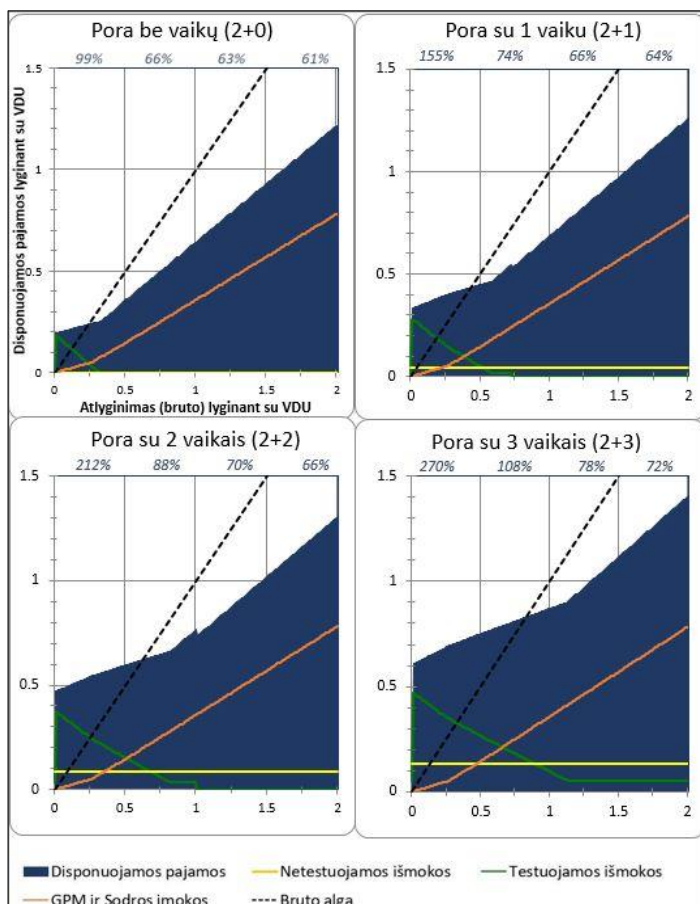 Pora be vaikų (2+0)
99% 66% 63% 61%
1.5
1
0.5
0
Disponuojamos pajamos lyginant su VDU
0 0.5 1 1.5 2
Atlyginimas (bruto) lyginant su VDU
Pora su 1 vaiku (2+1)
155% 74% 66% 64%
1.5
1
0.5
0
0 0.5 1 1.5 2
Pora su 2 vaikais (2+2)
212% 88% 70% 66%
1.5
1
0.5
0
0 0.5 1 1.5 2
Pora su 3 vaikais (2+3)
270% 108% 78% 72%
1.5
1
0.5
0
0 0.5 1 1.5 2
Disponuojamos pajamos Netestuojamos išmokos Testuojamos išmokos
GPM ir Sodros įmokos Bruto alga